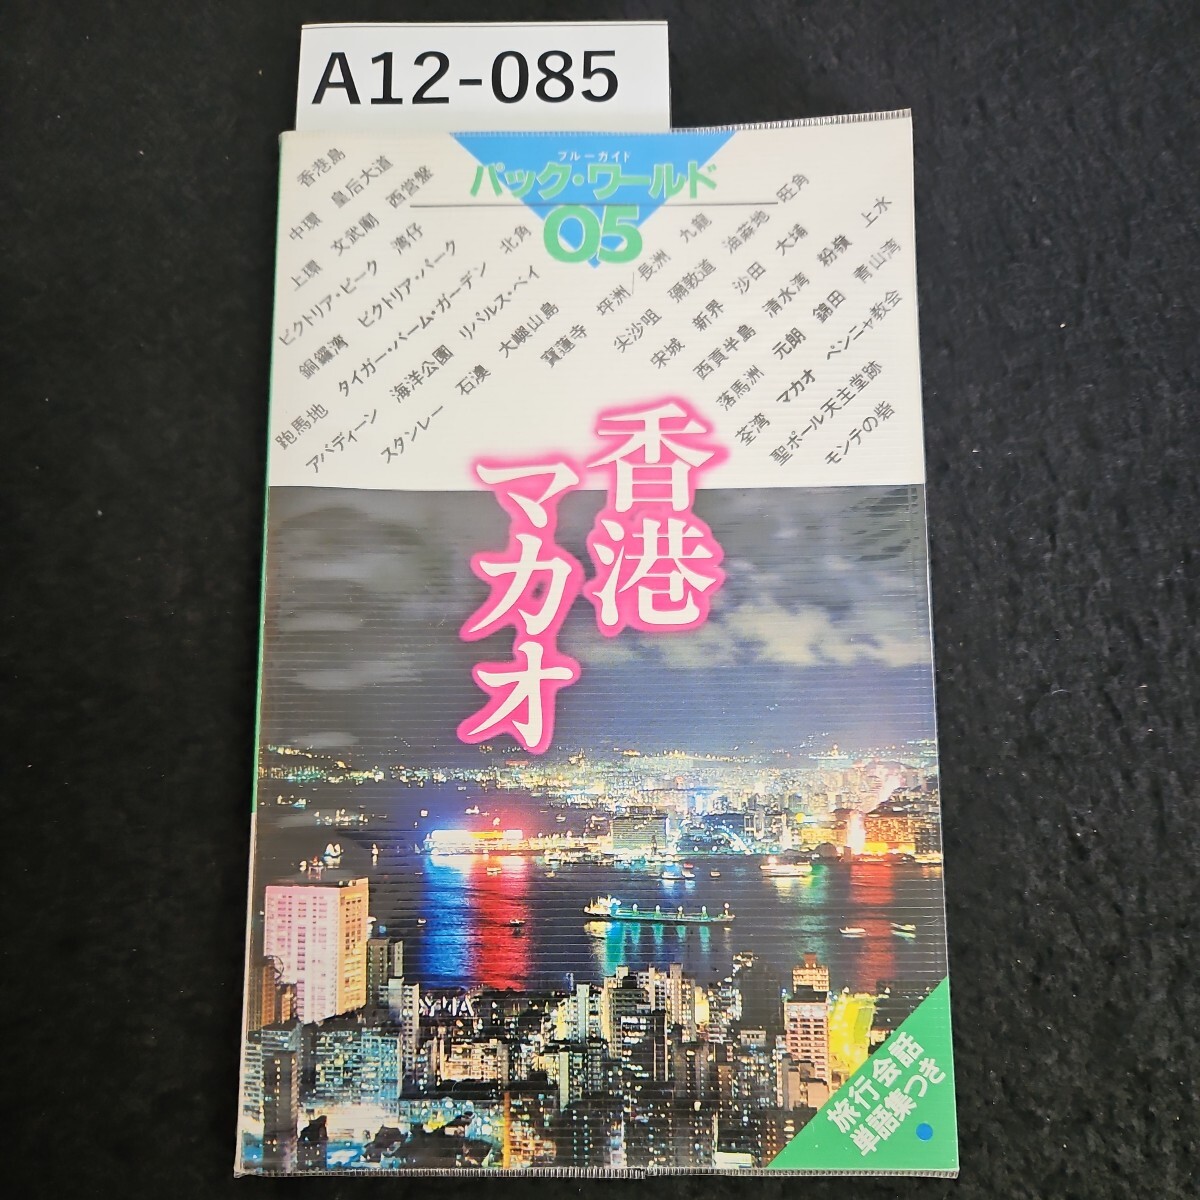 A12-085
ブルーガイド
パック・ワールド
05
香港島
中環 皇后大道
上環 文武廟 西営盤
ビクトリア・ピーク 湾仔
銅鑼湾 ビクトリア・パーク 北角
タイガー・バーム・ガーデン
跑馬地 海洋公園 リパルス・ベイ
アバディーン 石澳 大嶼山島
スタンレー 寶蓮寺 坪洲/長洲 九龍
尖沙咀 彌敦道 油蔴地 旺角
宋城 新界 沙田 大埔
西貢半島 清水湾 粉嶺 上水
落馬洲 元朗 錦田 青山湾
荃湾 マカオ ペンニャ教会
聖ポール天主堂跡
モンテの砦
香港
マカオ
旅行会話
単語集つき